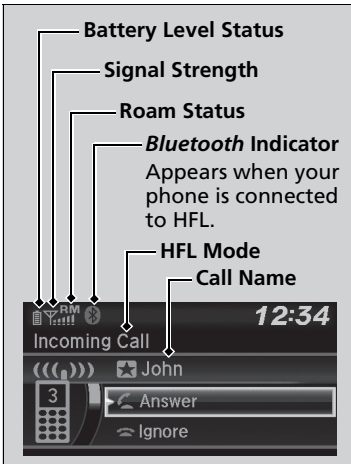 Battery Level Status
Signal Strength
Roam Status
Bluetooth Indicator
Appears when your
phone is connected
to HFL.
HFL Mode
Call Name
RM
12:34
Incoming Call
John
3
Answer
Ignore